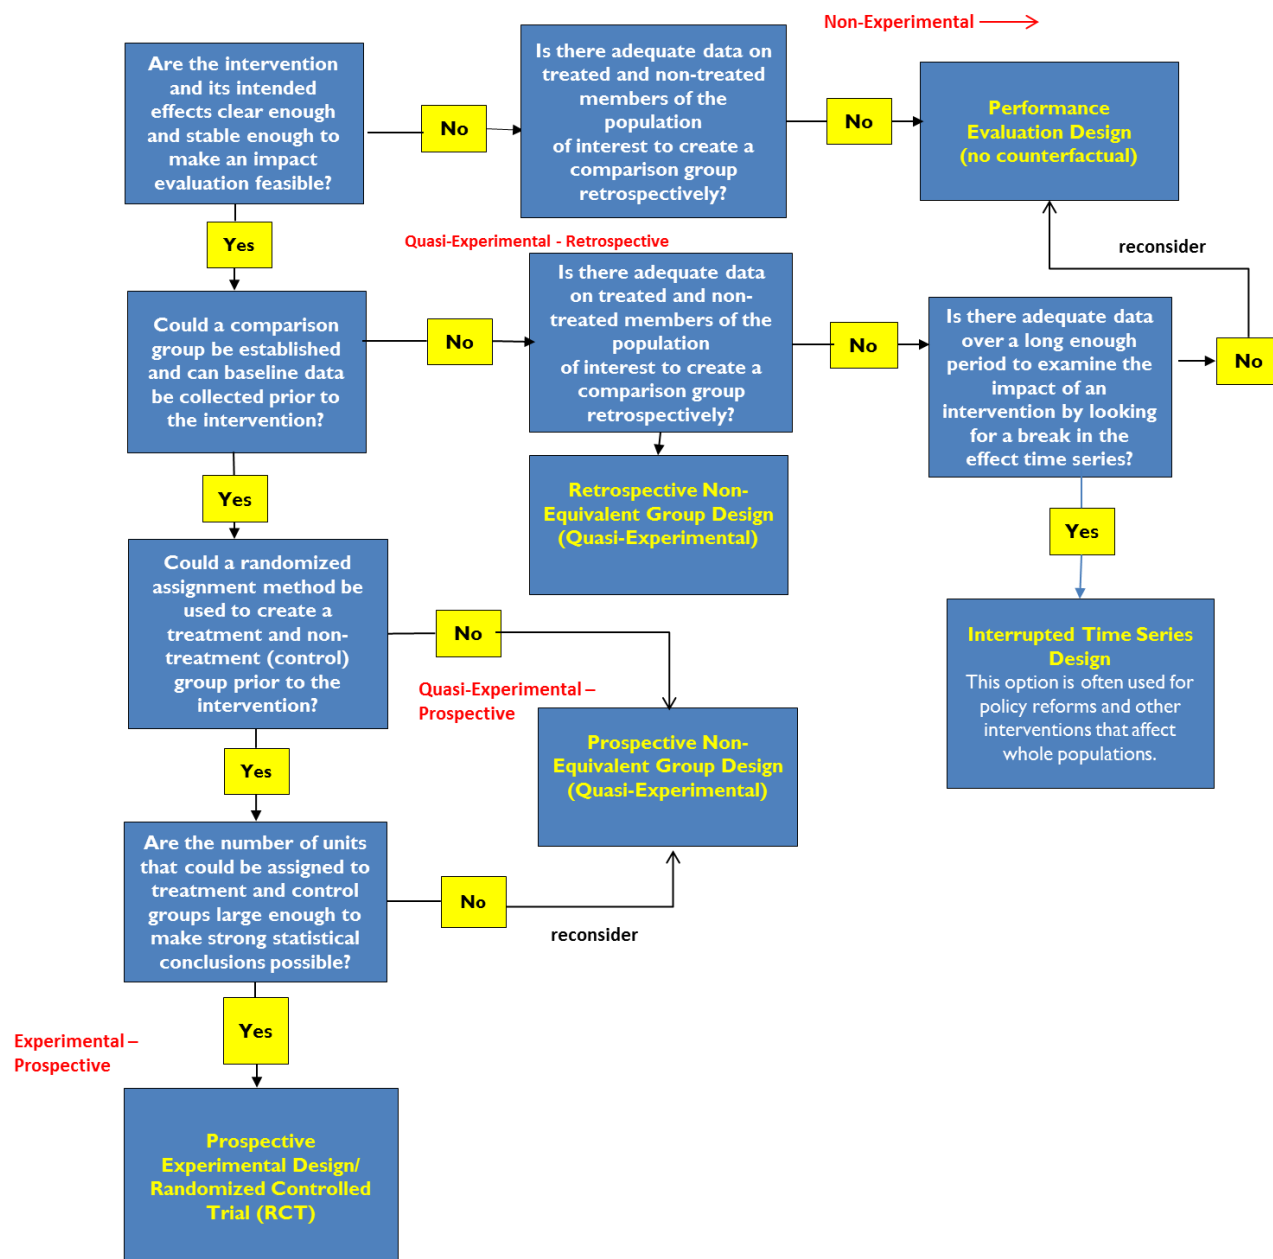 Non-Experimental
Are the intervention
and its intended
effects clear enough
and stable enough to
make an impact
evaluation feasible?
No
Is there adequate data on
treated and non-treated
members of the
population
of interest to create a
comparison group
retrospectively?
No
Performance
Evaluation Design
(no counterfactual)
Yes
Quasi-Experimental - Retrospective
reconsider
Could a comparison
group be established
and can baseline data
be collected prior to
the intervention?
No
Is there adequate data
on treated and non-
treated members of the
population
of interest to create a
comparison group
retrospectively?
No
Is there adequate data
over a long enough
period to examine the
impact of an
intervention by looking
for a break in the
effect time series?
No
Yes
Retrospective Non-
Equivalent Group Design
(Quasi-Experimental)
Yes
Could a randomized
assignment method be
used to create a
treatment and non-
treatment (control)
group prior to the
intervention?
No
Quasi-Experimental –
Prospective
Interrupted Time Series
Design
This option is often used for
policy reforms and other
interventions that affect
whole populations.
Yes
Prospective Non-
Equivalent Group Design
(Quasi-Experimental)
Are the number of units
that could be assigned to
treatment and control
groups large enough to
make strong statistical
conclusions possible?
No
reconsider
Yes
Experimental –
Prospective
Prospective
Experimental Design/
Randomized Controlled
Trial (RCT)